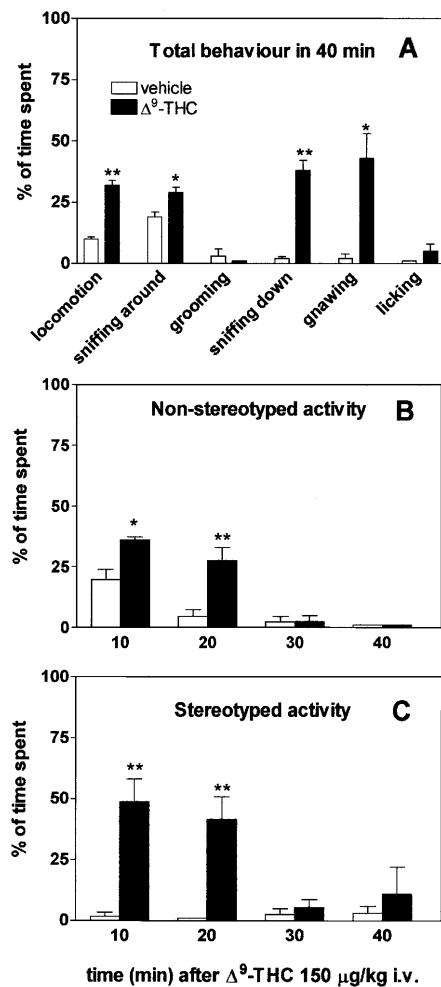 100
Total behaviour in 40 min A
vehicle
Δ⁹-THC
75
50
25
0
% of time spent
** * ** *
locomotion
sniffing around
grooming
sniffing down
gnawing
licking
100
Non-stereotyped activity B
75
50
25
0
% of time spent
* **
10 20 30 40
100
Stereotyped activity C
75
50
25
0
% of time spent
** **
10 20 30 40
time (min) after Δ⁹-THC 150 µg/kg i.v.